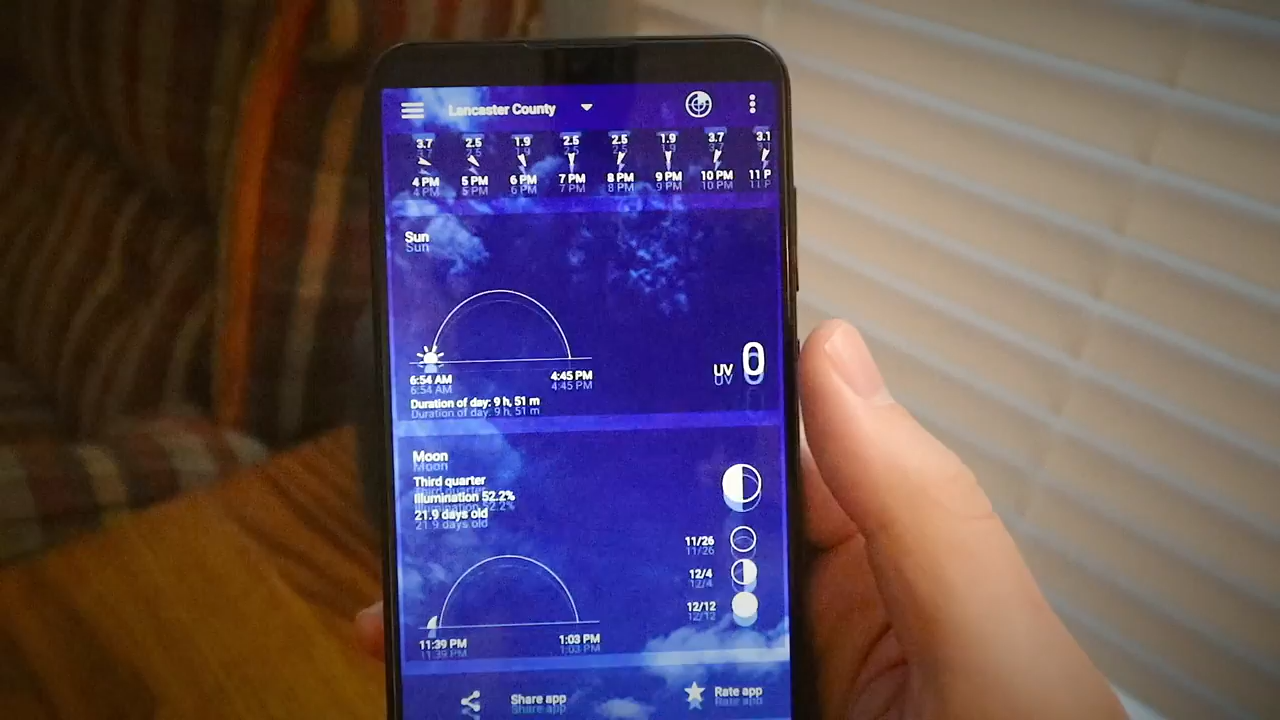 Lancaster County
3.7 2.5 1.9 2.5 2.5 1.9 3.7 3.1
4 PM 5 PM 6 PM 7 PM 8 PM 9 PM 10 PM 11 P
Sun
UV 0
6:54 AM 4:45 PM
Duration of day: 9 h, 51 m
Moon
Third quarter
Illumination 52.2%
21.9 days old
11/26
12/4
12/12
11:39 PM 1:03 PM
Share app Rate app